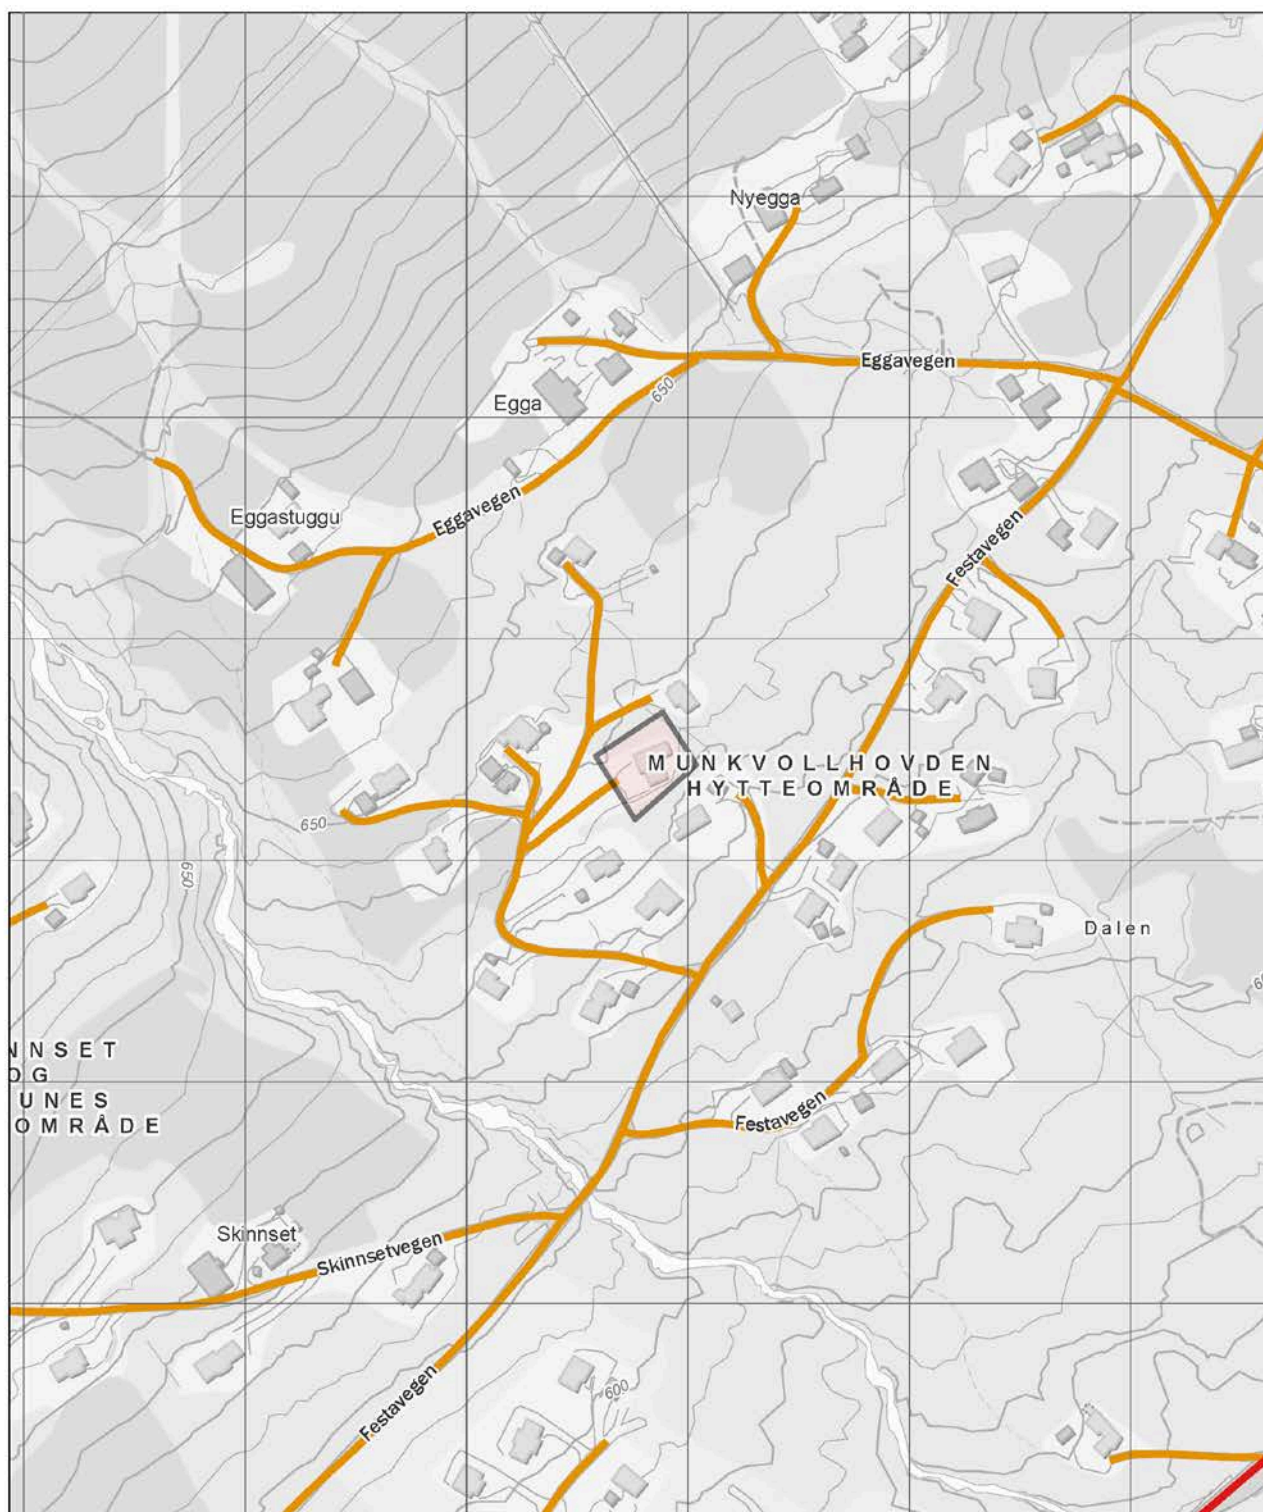 Nyegga
Eggavegen
650
Egga
Eggavegen
Eggastuggu
Festavegen
MUNKVOLLHOVDEN
HYTTEOMRÅDE
650
650
Dalen
NNSET
OG
UNES
OMRÅDE
Festavegen
Skinnset
Skinnsetvegen
Festavegen
600